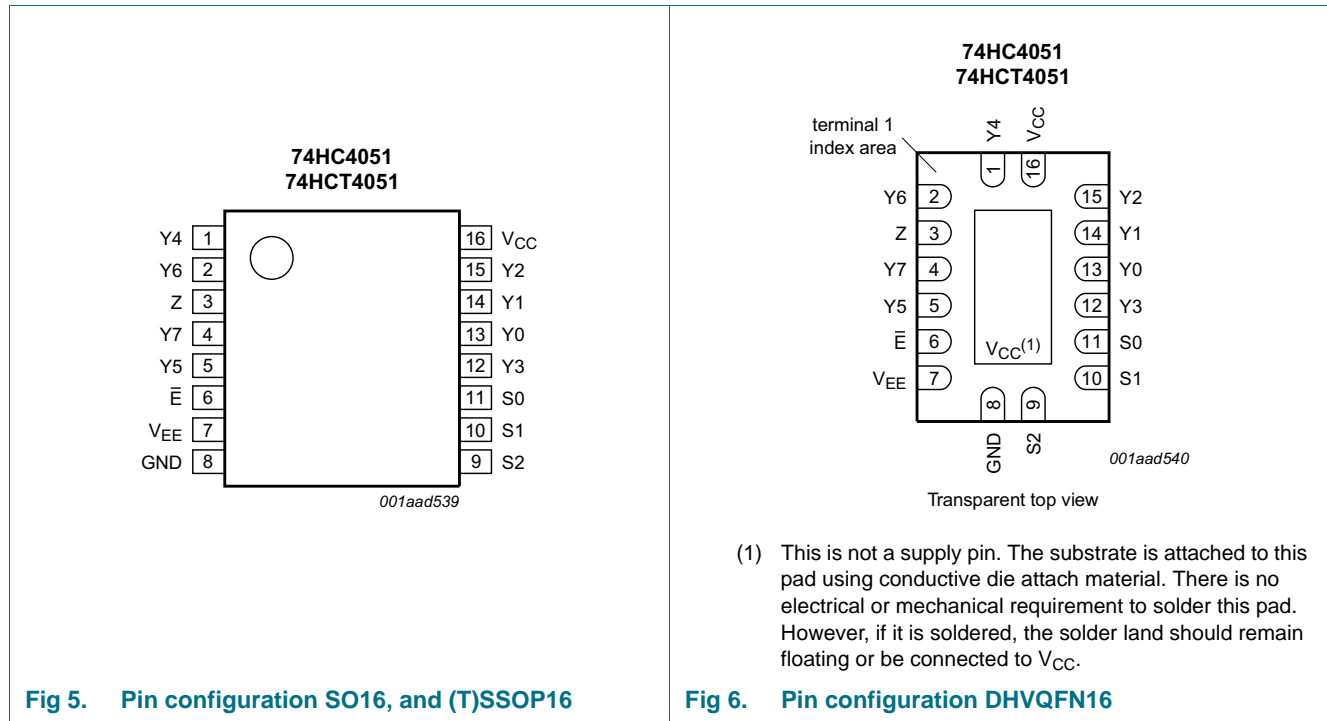 74HC4051
74HCT4051
Y4 1
Y6 2
Z 3
Y7 4
Y5 5
E̅ 6
VEE 7
GND 8
16 VCC
15 Y2
14 Y1
13 Y0
12 Y3
11 S0
10 S1
9 S2
001aad539
Fig 5. Pin configuration SO16, and (T)SSOP16
74HC4051
74HCT4051
terminal 1
index area
Y4
VCC
1
16
Y6 2
Z 3
Y7 4
Y5 5
E̅ 6
VEE 7
15 Y2
14 Y1
13 Y0
12 Y3
11 S0
10 S1
VCC(1)
8
9
GND
S2
001aad540
Transparent top view
(1) This is not a supply pin. The substrate is attached to this
pad using conductive die attach material. There is no
electrical or mechanical requirement to solder this pad.
However, if it is soldered, the solder land should remain
floating or be connected to VCC.
Fig 6. Pin configuration DHVQFN16